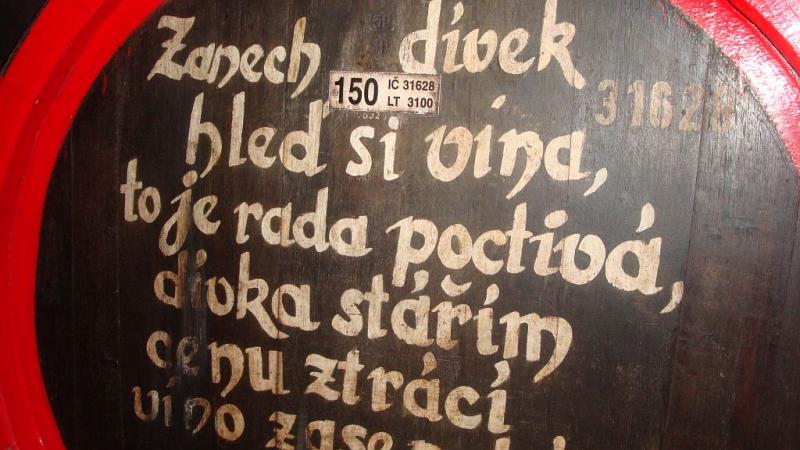 Zanech dívek
150 IČ 31628
LT 3100
31628
hleď si vína,
to je rada poctivá,
dívka stářím
cenu ztrácí
víno zase